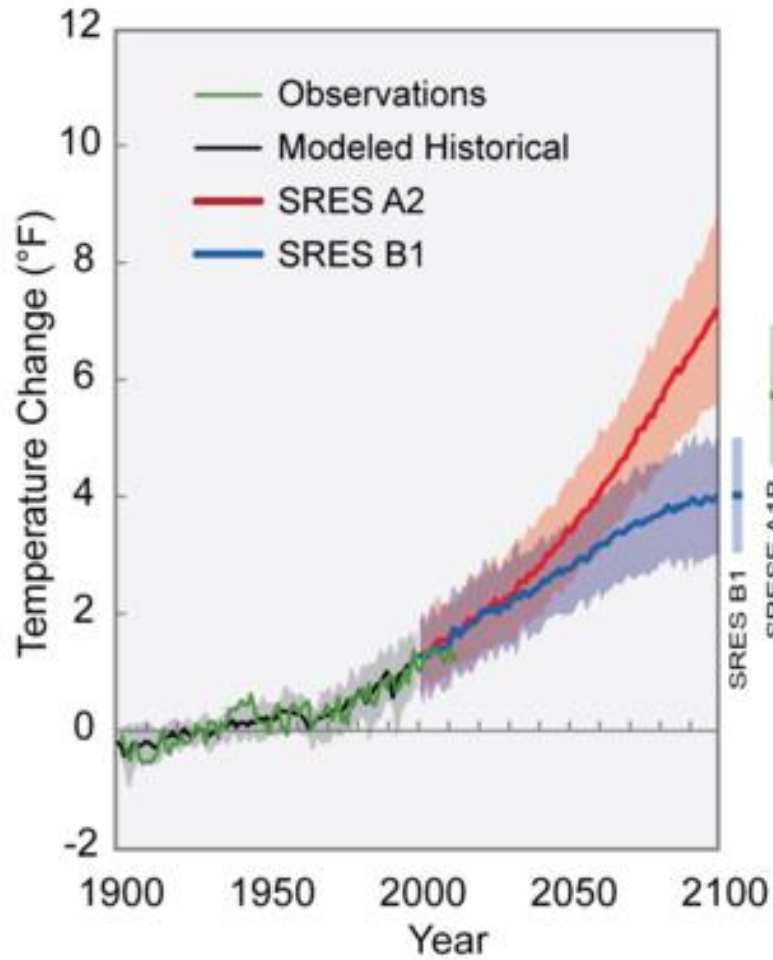 12
10
8
6
4
2
0
-2
Temperature Change (°F)
Observations
Modeled Historical
SRES A2
SRES B1
1900 1950 2000 2050 2100
Year
SRES B1